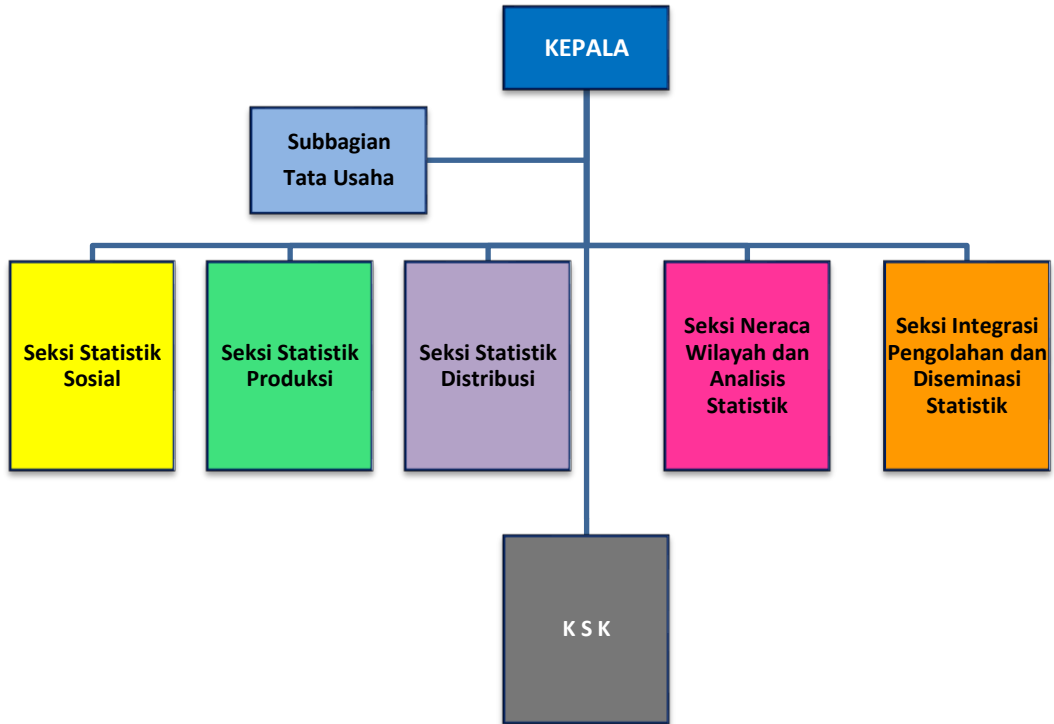 KEPALA
Subbagian
Tata Usaha
Seksi Statistik
Sosial
Seksi Statistik
Produksi
Seksi Statistik
Distribusi
Seksi Neraca
Wilayah dan
Analisis
Statistik
Seksi Integrasi
Pengolahan dan
Diseminasi
Statistik
K S K